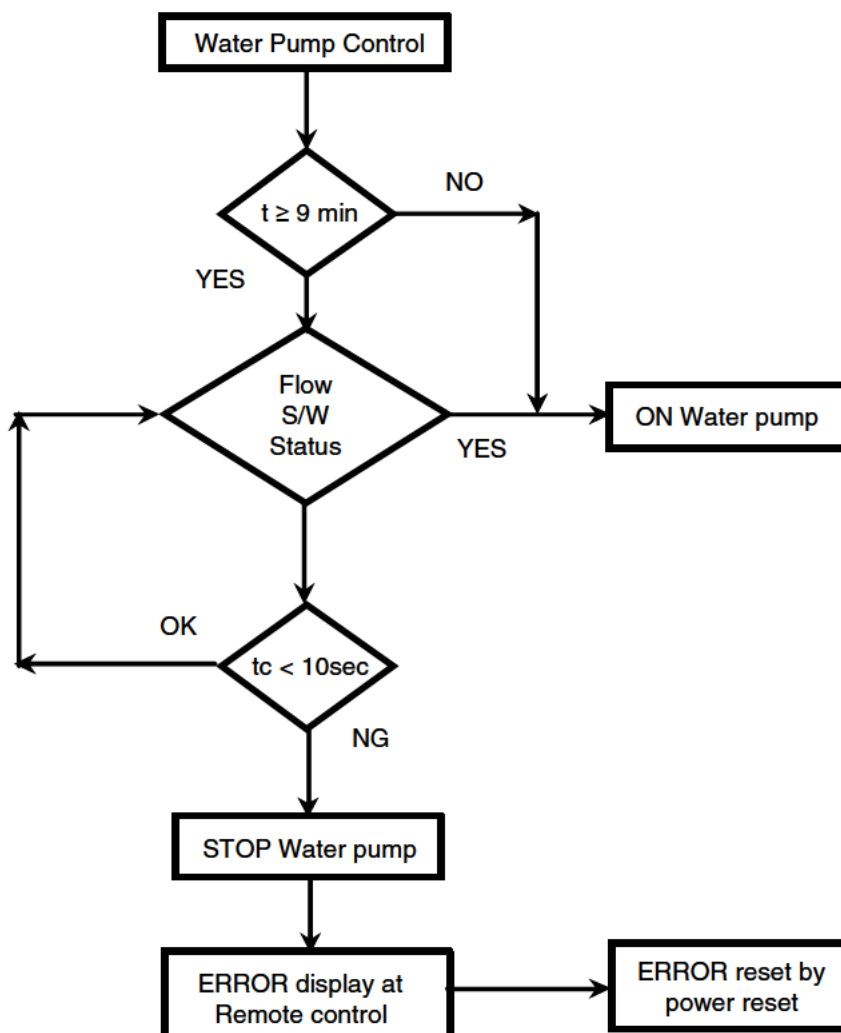 Water Pump Control
NO
t ≥ 9 min
YES
Flow
S/W
Status
YES
ON Water pump
OK
tc < 10sec
NG
STOP Water pump
ERROR display at
Remote control
ERROR reset by
power reset